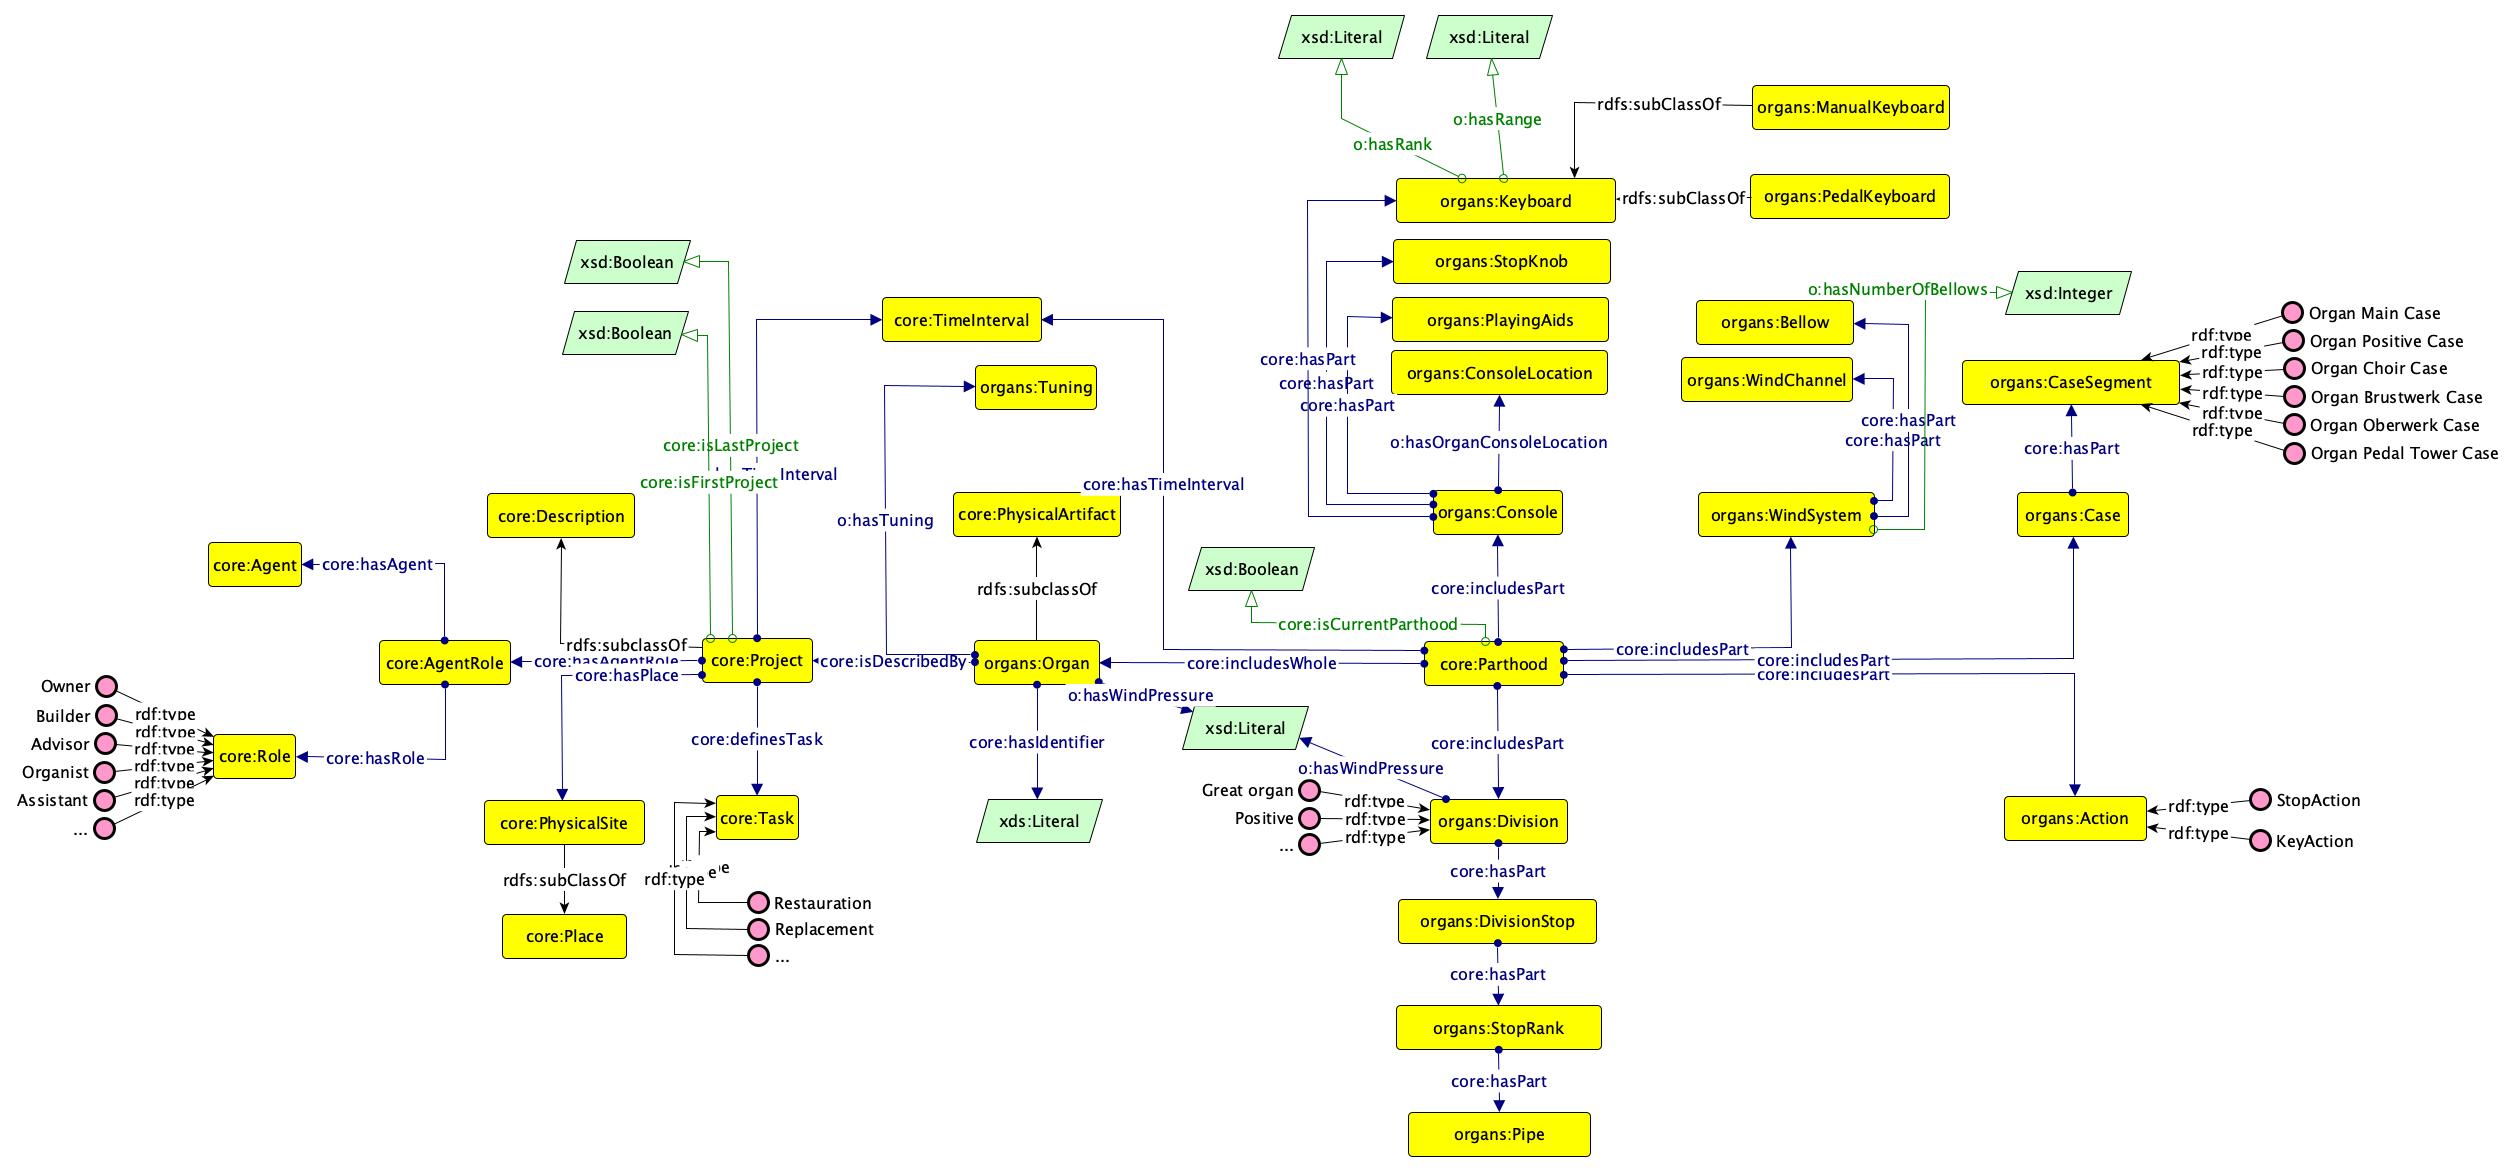 xsd:Literal
xsd:Literal
rdfs:subClassOf
organs:ManualKeyboard
o:hasRange
o:hasRank
organs:Keyboard
rdfs:subClassOf
organs:PedalKeyboard
xsd:Boolean
organs:StopKnob
o:hasNumberOfBellows
xsd:Integer
xsd:Boolean
core:TimeInterval
organs:PlayingAids
organs:Bellow
Organ Main Case
rdf:type
Organ Positive Case
rdf:type
core:hasPart
organs:Tuning
core:hasPart
organs:ConsoleLocation
organs:WindChannel
organs:CaseSegment
rdf:type
Organ Choir Case
rdf:type
Organ Brustwerk Case
core:hasPart
rdf:type
Organ Oberwerk Case
rdf:type
core:hasPart
core:hasPart
core:isLastProject
o:hasOrganConsoleLocation
core:hasPart
Organ Pedal Tower Case
Interval
core:isFirstProject
core:hasTimeInterval
core:Description
o:hasTuning
core:PhysicalArtifact
organs:Console
organs:WindSystem
organs:Case
core:Agent
core:hasAgent
xsd:Boolean
rdfs:subclassOf
core:includesPart
core:isCurrentParthood
rdfs:subclassOf
core:AgentRole
core:hasAgentRole
core:Project
core:isDescribedBy
organs:Organ
core:includesWhole
core:Parthood
core:includesPart
core:includesPart
core:includesPart
core:hasPlace
Owner
o:hasWindPressure
Builder
rdf:type
rdf:type
Advisor
rdf:type
core:Role
core:hasRole
core:definesTask
core:hasIdentifier
xsd:Literal
core:includesPart
Organist
rdf:type
rdf:type
o:hasWindPressure
Assistant
rdf:type
...
core:PhysicalSite
core:Task
xds:Literal
Great organ
rdf:type
Positive
rdf:type
...
rdf:type
organs:Division
organs:Action
rdf:type
StopAction
rdf:type
KeyAction
rdfs:subClassOf
rdf:type
core:hasPart
Restauration
Replacement
...
core:Place
organs:DivisionStop
core:hasPart
organs:StopRank
core:hasPart
organs:Pipe